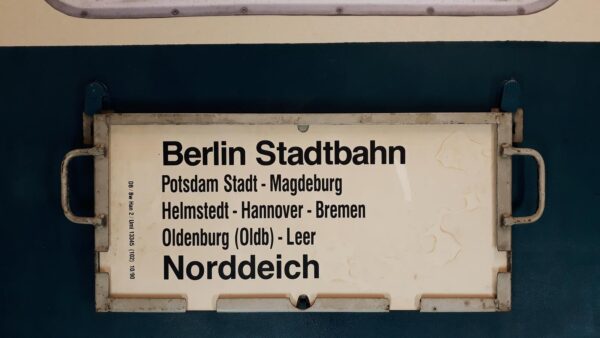 Berlin Stadtbahn
Potsdam Stadt - Magdeburg
Helmstedt - Hannover - Bremen
Oldenburg (Oldb) - Leer
Norddeich